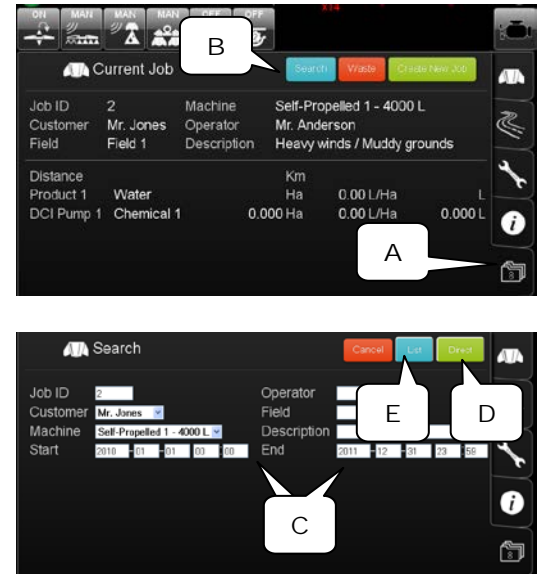 ON MAN MAN MAN OFF OFF
B
Current Job Search Waste Create New Job
Job ID 2 Machine Self-Propelled 1 - 4000 L
Customer Mr. Jones Operator Mr. Anderson
Field Field 1 Description Heavy winds / Muddy grounds
Distance Km
Product 1 Water Ha 0.00 L/Ha L
DCI Pump 1 Chemical 1 0.000 Ha 0.00 L/Ha 0.000 L
A
Search Cancel List Direct
Job ID 2 Operator
Customer Mr. Jones Field
Machine Self-Propelled 1 - 4000 L Description
Start 2010 - 01 - 01 00 : 00 End 2011 - 12 - 31 23 : 59
E D
C